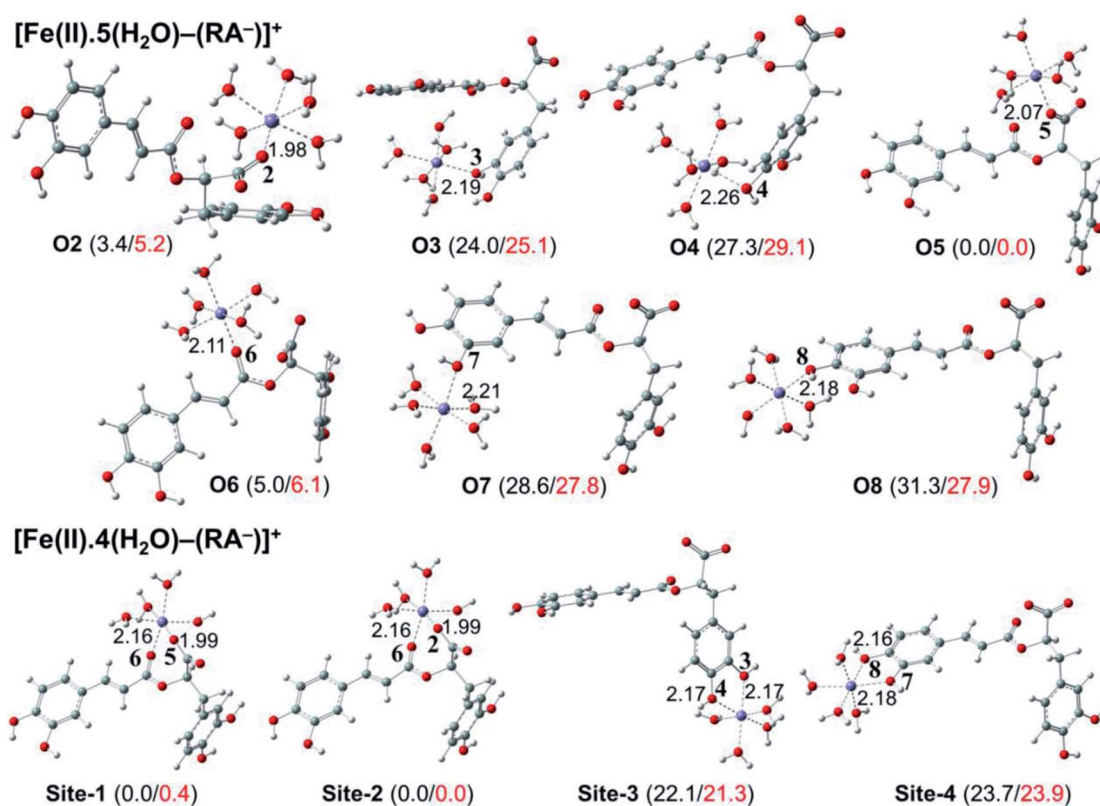 [Fe(II).5(H₂O)–(RA⁻)]⁺
1.98
2
O2 (3.4/5.2)
3
2.19
O3 (24.0/25.1)
2.26
4
O4 (27.3/29.1)
2.07
5
O5 (0.0/0.0)
2.11
6
O6 (5.0/6.1)
7
2.21
O7 (28.6/27.8)
8
2.18
O8 (31.3/27.9)
[Fe(II).4(H₂O)–(RA⁻)]⁺
2.16
1.99
6
5
Site-1 (0.0/0.4)
2.16
1.99
6
2
Site-2 (0.0/0.0)
3
4
2.17
2.17
Site-3 (22.1/21.3)
2.16
8
7
2.18
Site-4 (23.7/23.9)